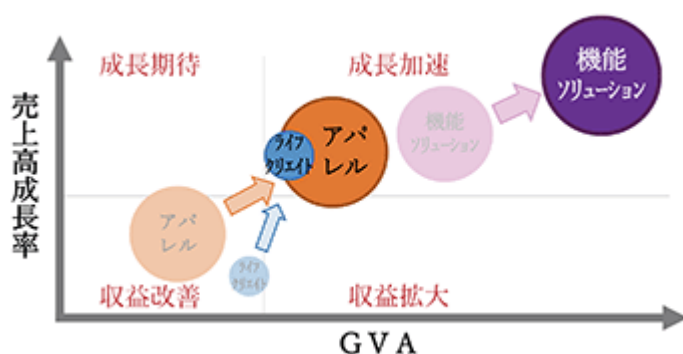 成長期待
成長加速
機能
ソリューション
機能
ソリューション
ライフ
クリエイト
アパ
レル
アパ
レル
ライフ
クリエイト
収益改善
収益拡大
売上高成長率
GVA